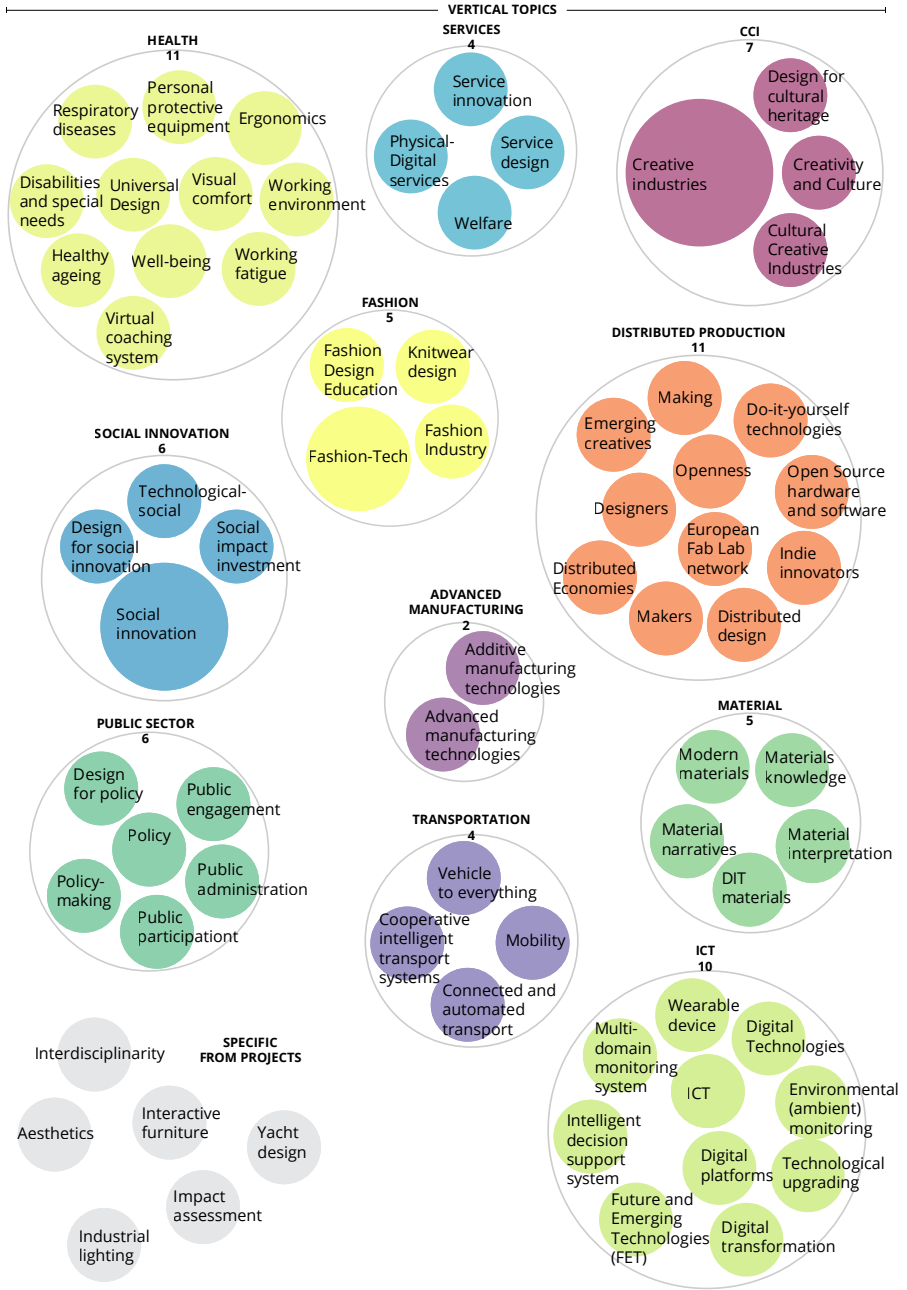 VERTICAL TOPICS
HEALTH
11
Personal
protective
equipment
Respiratory
diseases
Ergonomics
Disabilities
and special
needs
Universal
Design
Visual
comfort
Working
environment
Healthy
ageing
Well-being
Working
fatigue
Virtual
coaching
system
SERVICES
4
Service
innovation
Physical-
Digital
services
Service
design
Welfare
CCI
7
Design for
cultural
heritage
Creative
industries
Creativity
and Culture
Cultural
Creative
Industries
FASHION
5
Fashion
Design
Education
Knitwear
design
Fashion-Tech
Fashion
Industry
DISTRIBUTED PRODUCTION
11
Making
Do-it-yourself
technologies
Emerging
creatives
Openness
Open Source
hardware
and software
Designers
European
Fab Lab
network
Indie
innovators
Distributed
Economies
Makers
Distributed
design
SOCIAL INNOVATION
6
Technological-
social
Design
for social
innovation
Social
impact
investment
Social
innovation
ADVANCED
MANUFACTURING
2
Additive
manufacturing
technologies
Advanced
manufacturing
technologies
PUBLIC SECTOR
6
Design
for policy
Public
engagement
Policy
Policy-
making
Public
administration
Public
participationt
MATERIAL
5
Modern
materials
Materials
knowledge
Material
narratives
Material
interpretation
DIT
materials
TRANSPORTATION
4
Vehicle
to everything
Cooperative
intelligent
transport
systems
Mobility
Connected and
automated
transport
ICT
10
Wearable
device
Digital
Technologies
Multi-
domain
monitoring
system
ICT
Environmental
(ambient)
monitoring
Intelligent
decision
support
system
Digital
platforms
Technological
upgrading
Future and
Emerging
Technologies
(FET)
Digital
transformation
SPECIFIC
FROM PROJECTS
Interdisciplinarity
Aesthetics
Interactive
furniture
Yacht
design
Impact
assessment
Industrial
lighting